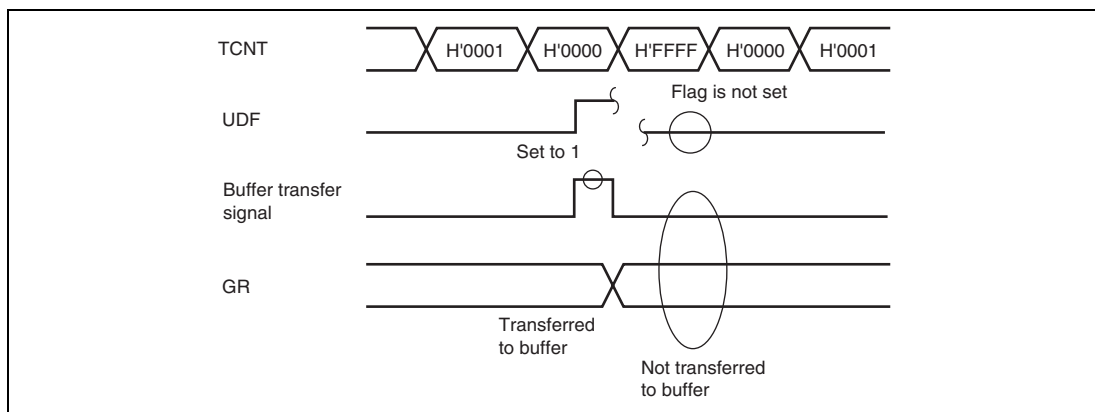 TCNT
H'0001
H'0000
H'FFFF
H'0000
H'0001
Flag is not set
UDF
Set to 1
Buffer transfer
signal
GR
Transferred
to buffer
Not transferred
to buffer